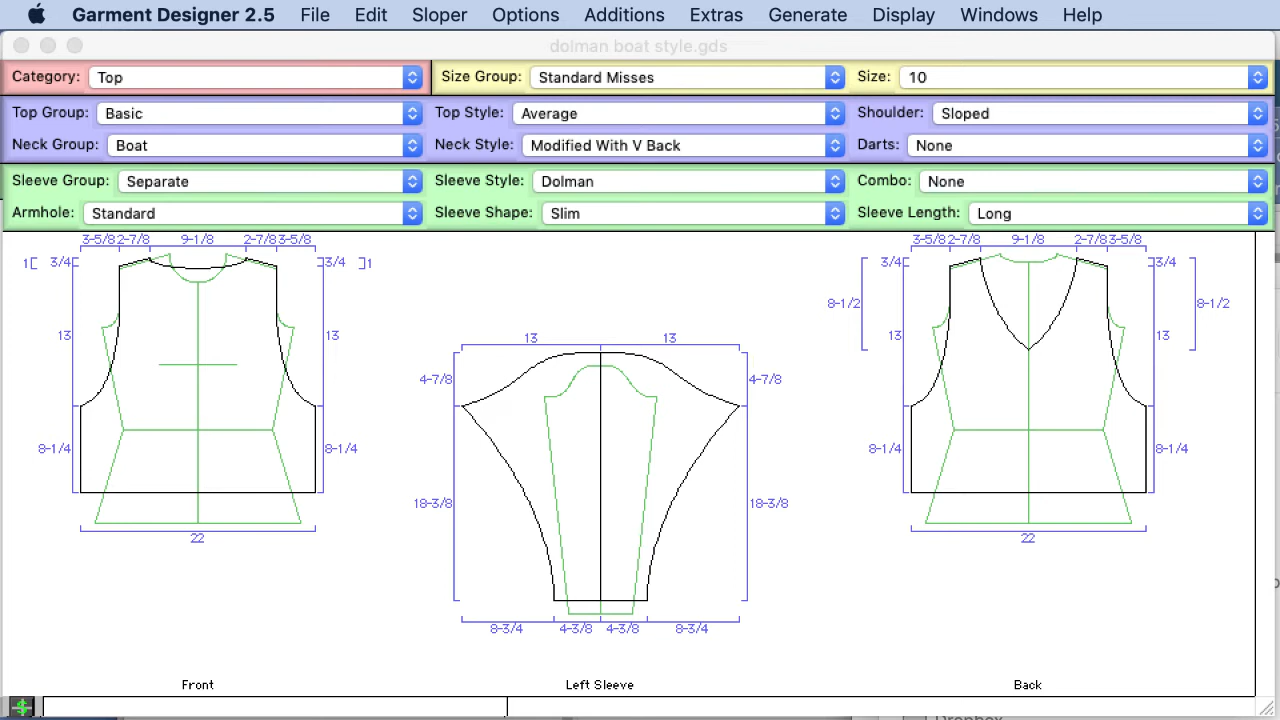 Garment Designer 2.5 File Edit Sloper Options Additions Extras Generate Display Windows Help
dolman boat style.gds
Category: Top Size Group: Standard Misses Size: 10
Top Group: Basic Top Style: Average Shoulder: Sloped
Neck Group: Boat Neck Style: Modified With V Back Darts: None
Sleeve Group: Separate Sleeve Style: Dolman Combo: None
Armhole: Standard Sleeve Shape: Slim Sleeve Length: Long
3-5/8 2-7/8 9-1/8 2-7/8 3-5/8 3-5/8 2-7/8 9-1/8 2-7/8 3-5/8
1 3/4 3/4 1 3/4 3/4
8-1/2 8-1/2
13 13 13 13
13 13
4-7/8 4-7/8
8-1/4 8-1/4 8-1/4 8-1/4
18-3/8 18-3/8
22 22
8-3/4 4-3/8 4-3/8 8-3/4
Front Left Sleeve Back